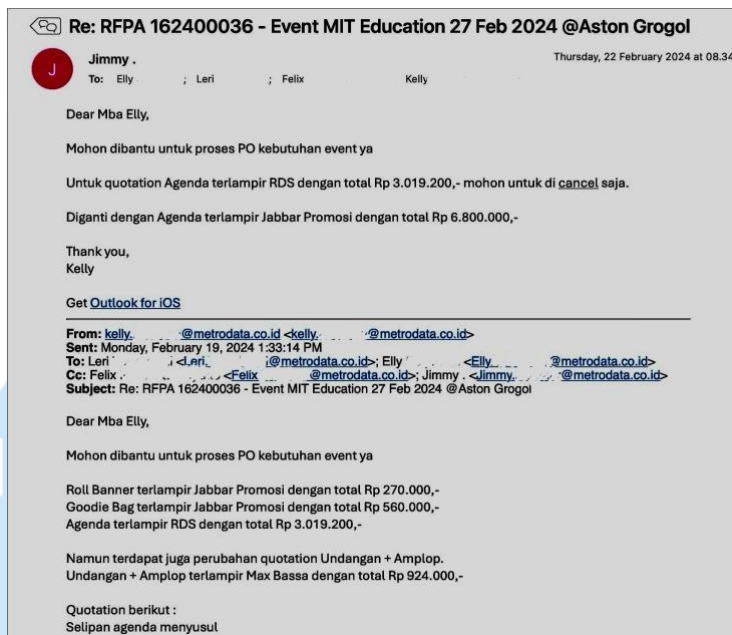 Re: RFPA 162400036 - Event MIT Education 27 Feb 2024 @Aston Grogol
J
Jimmy .
Thursday, 22 February 2024 at 08.34
To: Elly ; Leri ; Felix Kelly
Dear Mba Elly,
Mohon dibantu untuk proses PO kebutuhan event ya
Untuk quotation Agenda terlampir RDS dengan total Rp 3.019.200,- mohon untuk di cancel saja.
Diganti dengan Agenda terlampir Jabbar Promosi dengan total Rp 6.800.000,-
Thank you,
Kelly
Get Outlook for iOS
From: kelly. @metrodata.co.id <kelly. @metrodata.co.id>
Sent: Monday, February 19, 2024 1:33:14 PM
To: Leri <Leri. @metrodata.co.id>; Elly <Elly @metrodata.co.id>
Cc: Felix <Felix @metrodata.co.id>; Jimmy . <Jimmy. @metrodata.co.id>
Subject: Re: RFPA 162400036 - Event MIT Education 27 Feb 2024 @Aston Grogol
Dear Mba Elly,
Mohon dibantu untuk proses PO kebutuhan event ya
Roll Banner terlampir Jabbar Promosi dengan total Rp 270.000,-
Goodie Bag terlampir Jabbar Promosi dengan total Rp 560.000,-
Agenda terlampir RDS dengan total Rp 3.019.200,-
Namun terdapat juga perubahan quotation Undangan + Amplop.
Undangan + Amplop terlampir Max Bassa dengan total Rp 924.000,-
Quotation berikut :
Selipan agenda menyusul